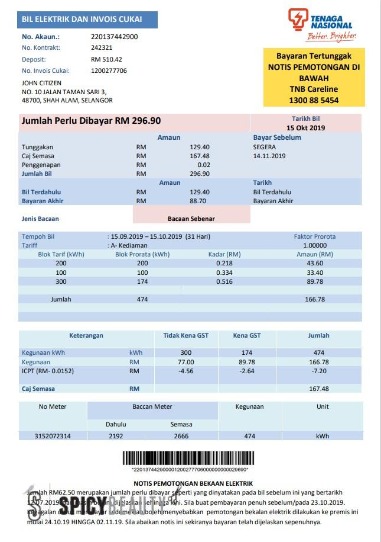 BIL ELEKTRIK DAN INVOIS CUKAI
TENAGA NASIONAL
Better. Brighter.
No. Akaun.: 220137442900
No. Kontrak: 242321
Deposit: RM 510.42
No. Invois Cukai: 1200277706
JOHN CITIZEN
NO. 10 JALAN TAMAN SARI 3,
48700, SHAH ALAM, SELANGOR
Bayaran Tertunggak
NOTIS PEMOTONGAN DI
BAWAH
TNB Careline
1300 88 5454
Jumlah Perlu Dibayar RM 296.90
Tarikh Bil
15 Okt 2019
Amaun Bayar Sebelum
Tunggakan RM 129.40 SEGERA
Caj Semasa RM 167.48 14.11.2019
Penggenapan RM 0.02
Jumlah Bil RM 296.90
Amaun Tarikh
Bil Terdahulu RM 129.40 Bil Terdahulu
Bayaran Akhir RM 88.70 Bayaran Akhir
Jenis Bacaan Bacaan Sebenar
Tempoh Bil : 15.09.2019 – 15.10.2019 (31 Hari) Faktor Prorota
Tariff : A- Kediaman 1.00000
Blok Tarif (kWh) Blok Prorata (kWh) Kadar (RM) Amaun (RM)
200 200 0.218 43.60
100 100 0.334 33.40
300 174 0.516 89.78
Jumlah 474 166.78
Keterangan Tidak Kena GST Kena GST Jumlah
Kegunaan kWh kWh 300 174 474
Kegunaan RM 77.00 89.78 166.78
ICPT (RM- 0.0152) RM -4.56 -2.64 -7.20
Caj Semasa RM 167.48
No Meter Baccan Meter Kegunaan Unit
Dahulu Semasa
3152072314 2192 2666 474 kWh
NOTIS PEMOTONGAN BEKAAN ELEKTRIK
Jumlah RM62.50 merupakan jumlah perlu dibayar seperti yang dinyatakan pada bil sebelum ini yang bertarikh
SPICY BEAUTY
sehingga kini. Sila buat pembayaran penuh sebelum/pada 23.10.2019.
pemotongan bekalan elektrik dilakukan ke premis ini
mulai 24.10.19 HINGGA 02.11.19. Sila abaikan notis ini sekiranya bayaran telah dijelaskan sepenuhnya.